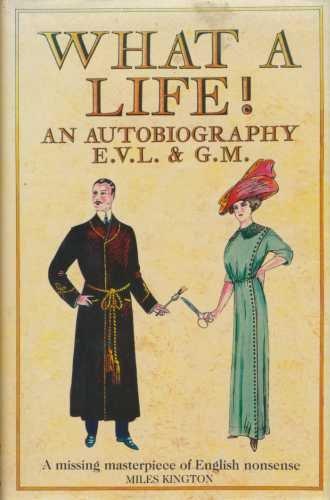 WHAT A
LIFE!
AN AUTOBIOGRAPHY
E.V.L. & G.M.
A missing masterpiece of English nonsense
MILES KINGTON